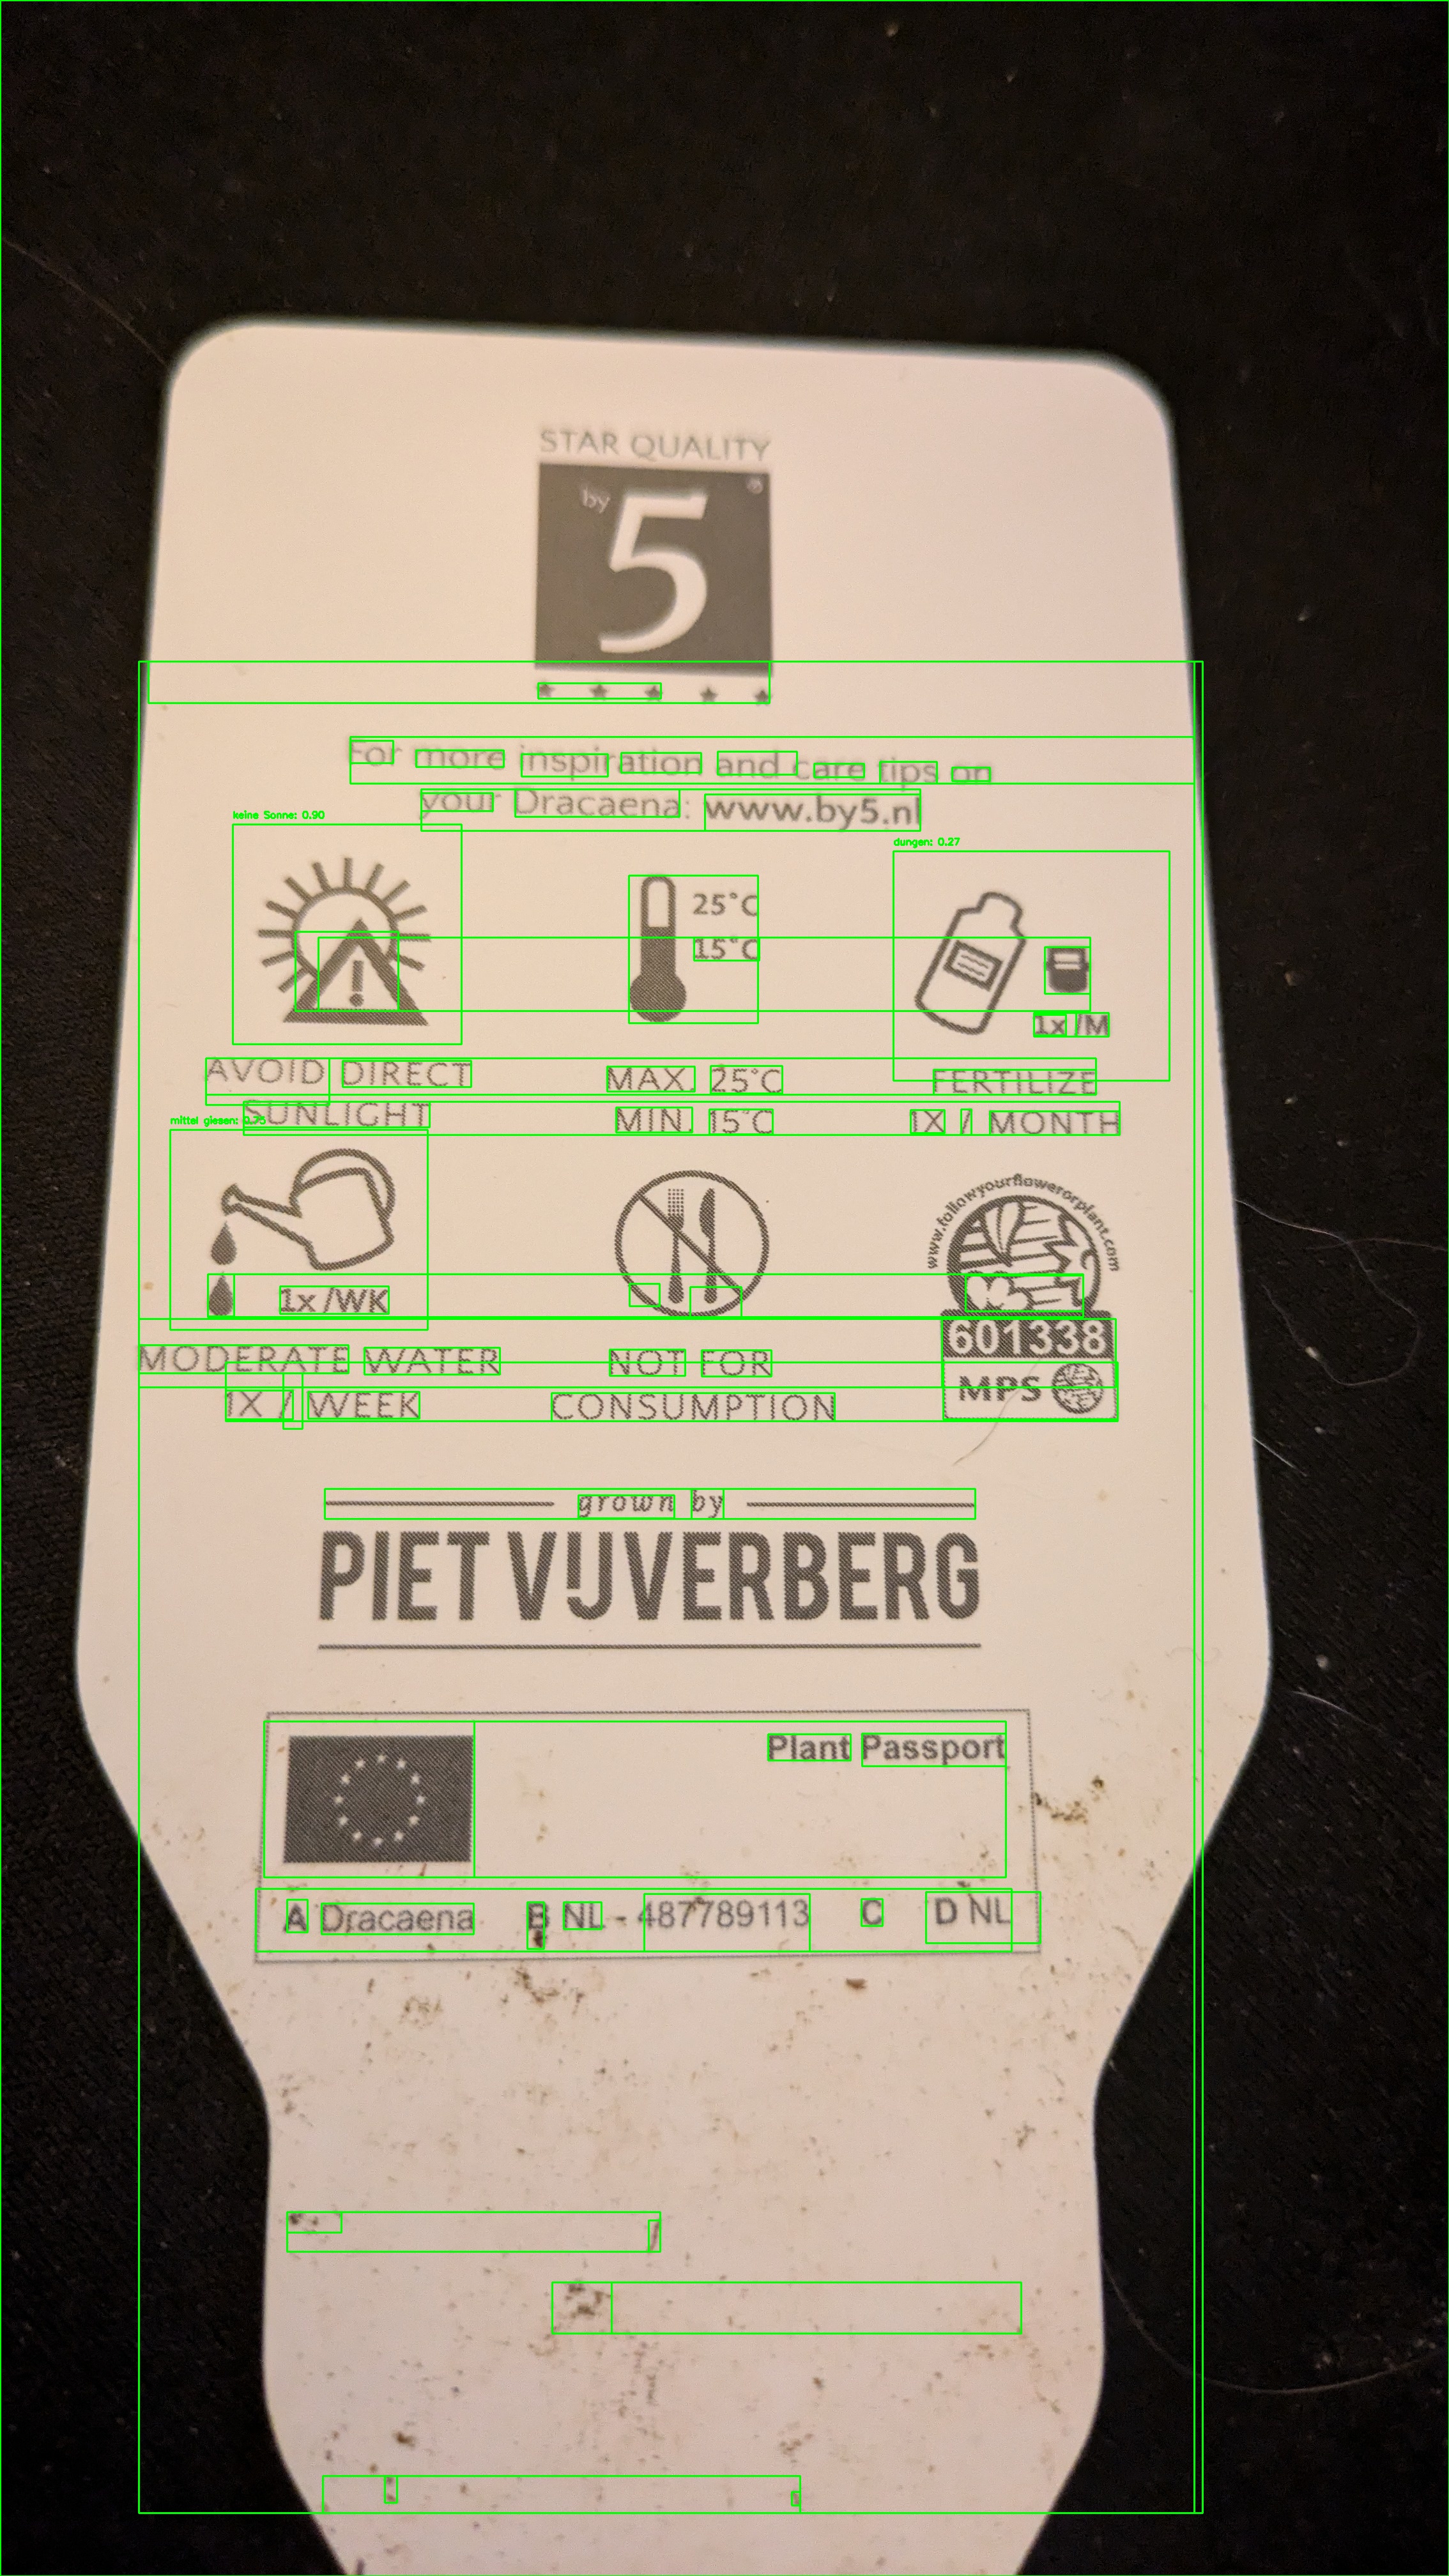 STAR QUALITY
by 5®
For more inspiration and care tips on
your Dracaena: www.by5.nl
keine Sonne: 0.90
dungen: 0.27
25°C
15°C
1x /M
AVOID DIRECT
SUNLIGHT
MAX. 25°C
MIN. 15°C
FERTILIZE
1X / MONTH
mittel giesen: 0.75
1x /WK
MODERATE WATER
1X / WEEK
NOT FOR
CONSUMPTION
www.followyourflowerorplant.com
601338
MPS
grown by
PIET VIJVERBERG
Plant Passport
A Dracaena B NL - 487789113 C D NL